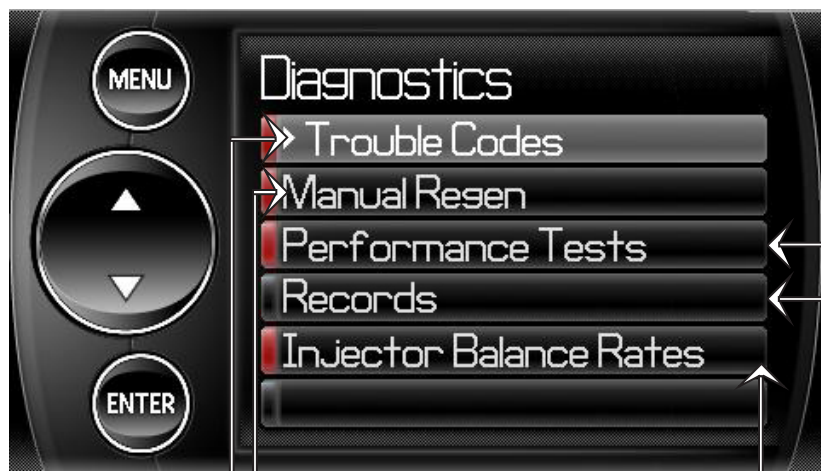 MENU
Diagnostics
» Trouble Codes
Manual Regen
Performance Tests
Records
Injector Balance Rates
ENTER